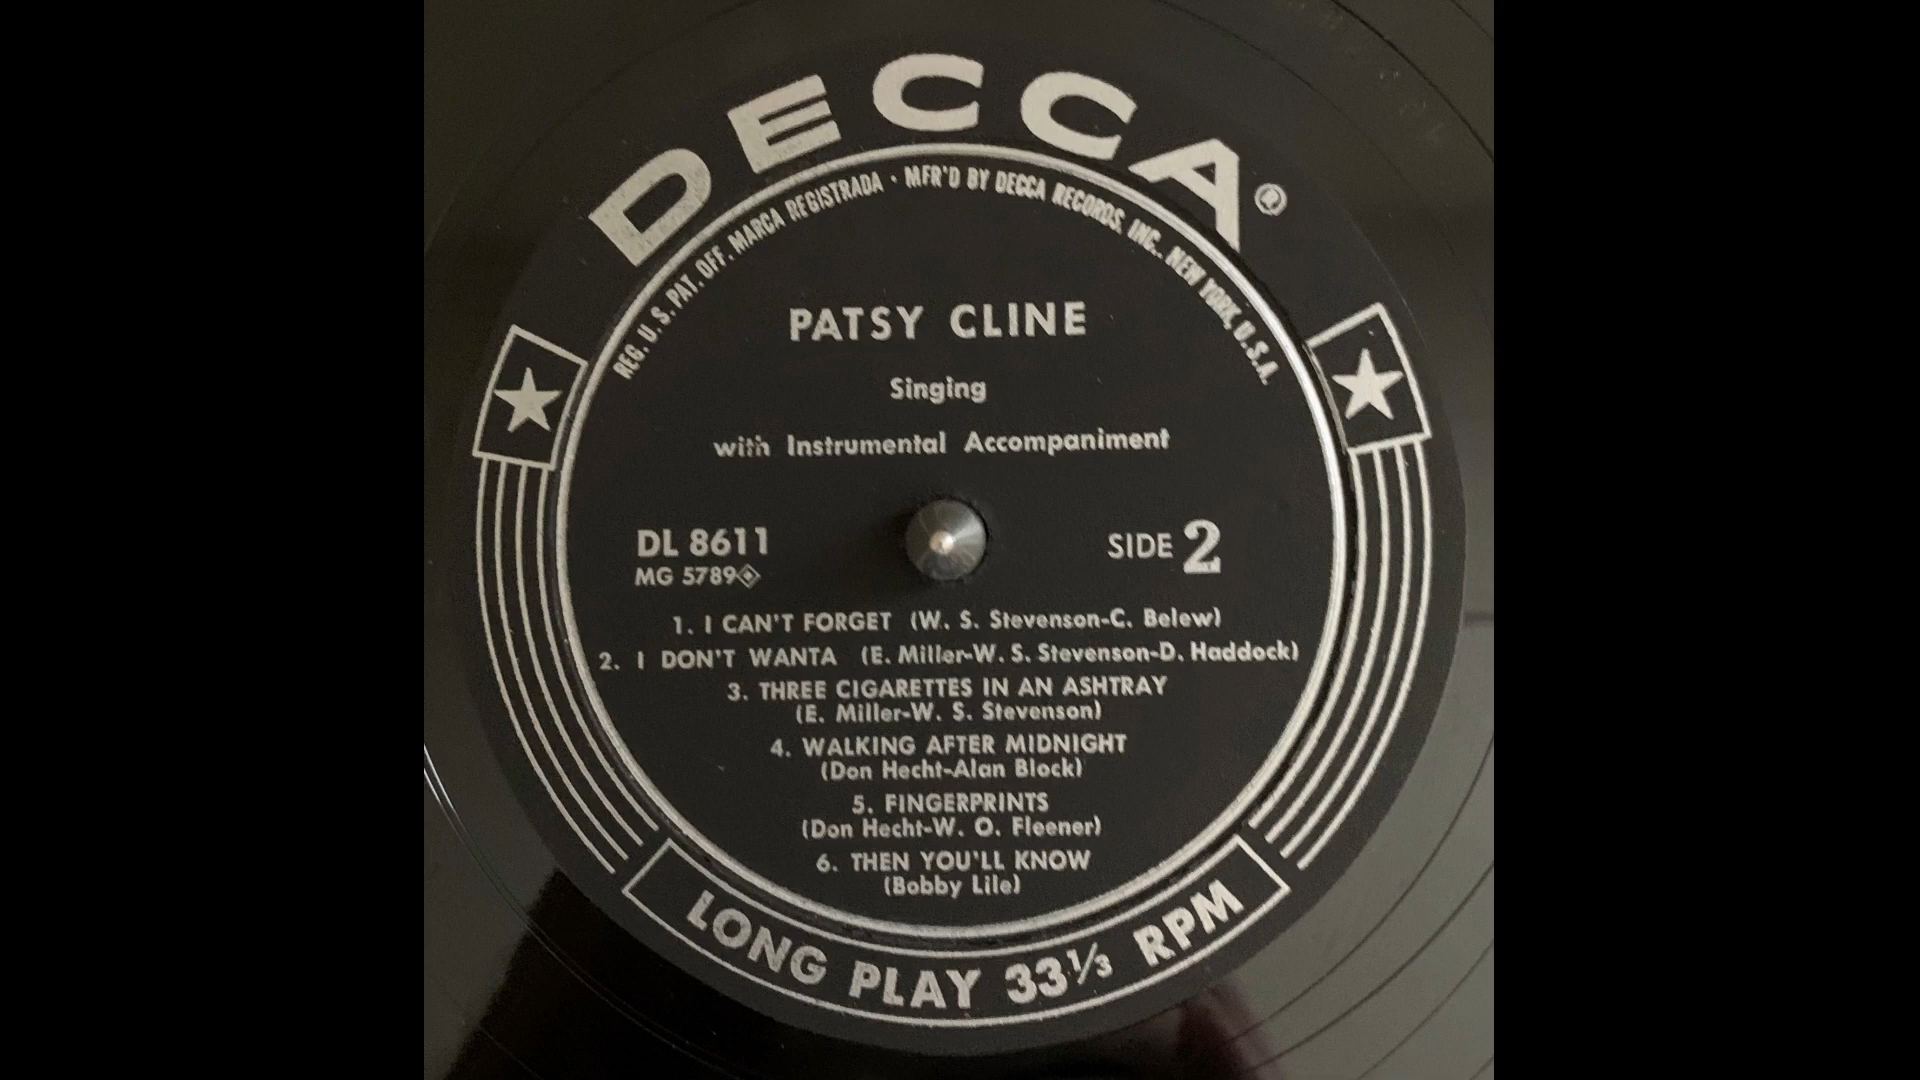 DECCA®
REG. U.S. PAT. OFF. MARCA REGISTRADA · MFR'D BY DECCA RECORDS, INC., NEW YORK, U.S.A.
PATSY CLINE
Singing
with Instrumental Accompaniment
DL 8611
MG 5789
SIDE 2
1. I CAN'T FORGET (W. S. Stevenson-C. Belew)
2. I DON'T WANTA (E. Miller-W. S. Stevenson-D. Haddock)
3. THREE CIGARETTES IN AN ASHTRAY
(E. Miller-W. S. Stevenson)
4. WALKING AFTER MIDNIGHT
(Don Hecht-Alan Block)
5. FINGERPRINTS
(Don Hecht-W. O. Fleener)
6. THEN YOU'LL KNOW
(Bobby Lile)
LONG PLAY 33⅓ RPM